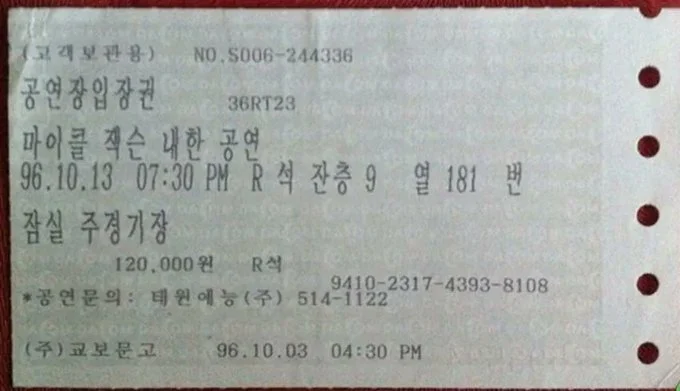 (고객보관용) NO.S006-244336
공연장입장권 36RT23
마이클 잭슨 내한 공연
96.10.13 07:30 PM R 석 잔층 9 열 181 번
잠실 주경기장
120,000원 R석
9410-2317-4393-8108
*공연문의: 태원예능(주) 514-1122
(주)교보문고 96.10.03 04:30 PM